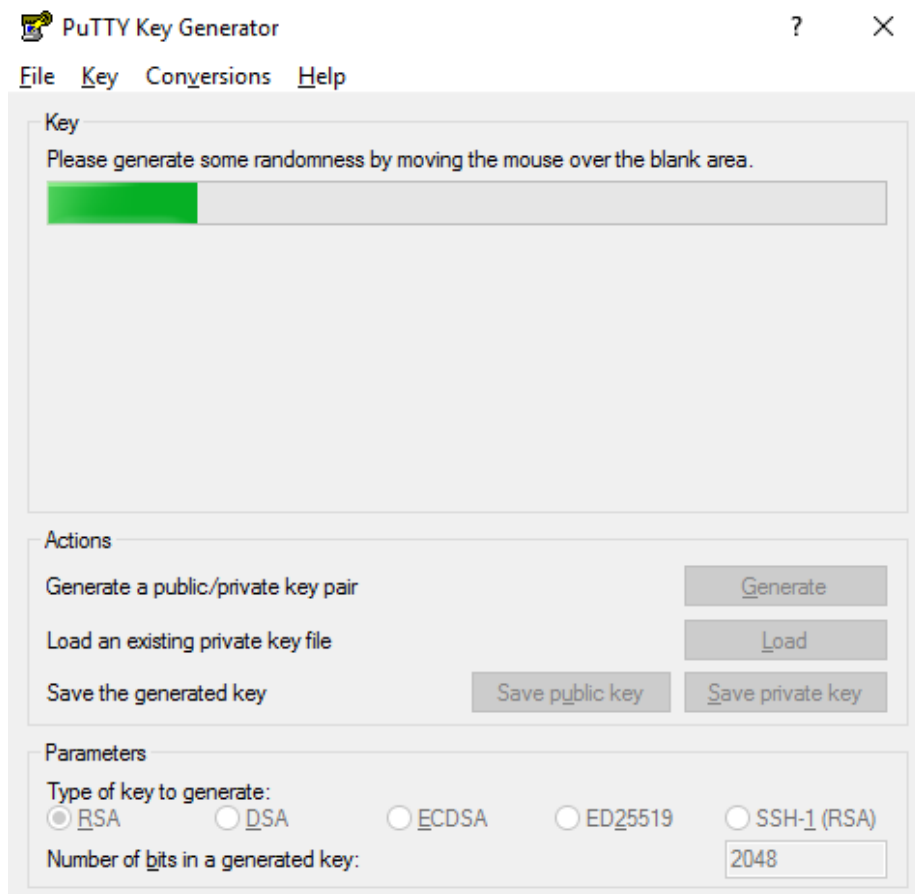 PuTTY Key Generator ?
File Key Conversions Help
Key
Please generate some randomness by moving the mouse over the blank area.
Actions
Generate a public/private key pair Generate
Load an existing private key file Load
Save the generated key Save public key Save private key
Parameters
Type of key to generate:
RSA DSA ECDSA ED25519 SSH-1 (RSA)
Number of bits in a generated key: 2048